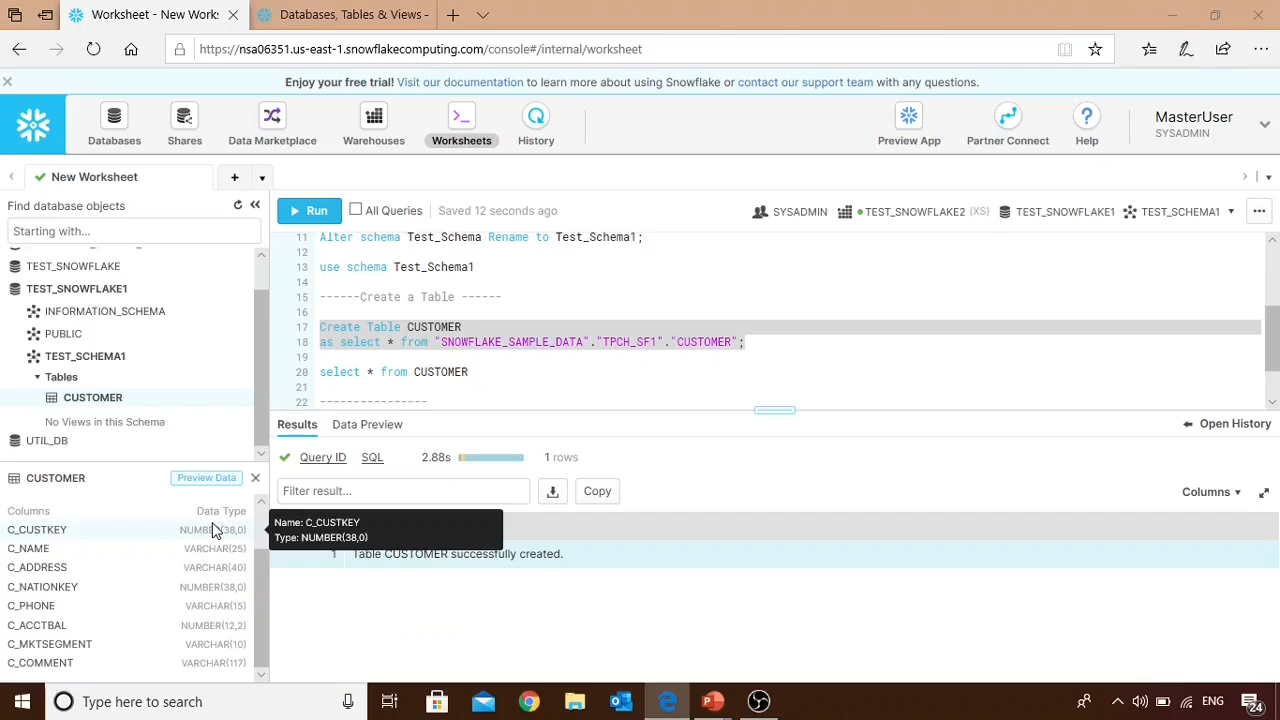 Worksheet - New Works
Databases, Tables & Views -
https://nsa06351.us-east-1.snowflakecomputing.com/console#/internal/worksheet
Enjoy your free trial! Visit our documentation to learn more about using Snowflake or contact our support team with any questions.
Databases
Shares
Data Marketplace
Warehouses
Worksheets
History
Preview App
Partner Connect
Help
MasterUser
SYSADMIN
New Worksheet
Find database objects
Starting with...
TEST_SNOWFLAKE
TEST_SNOWFLAKE1
INFORMATION_SCHEMA
PUBLIC
TEST_SCHEMA1
Tables
CUSTOMER
No Views in this Schema
UTIL_DB
CUSTOMER
Preview Data
Columns Data Type
C_CUSTKEY NUMBER(38,0)
C_NAME VARCHAR(25)
C_ADDRESS VARCHAR(40)
C_NATIONKEY NUMBER(38,0)
C_PHONE VARCHAR(15)
C_ACCTBAL NUMBER(12,2)
C_MKTSEGMENT VARCHAR(10)
C_COMMENT VARCHAR(117)
Run
All Queries
Saved 12 seconds ago
SYSADMIN
TEST_SNOWFLAKE2 (XS)
TEST_SNOWFLAKE1
TEST_SCHEMA1
11 Alter schema Test_Schema Rename to Test_Schema1;
12
13 use schema Test_Schema1
14
15 ------Create a Table ------
16
17 Create Table CUSTOMER
18 as select * from "SNOWFLAKE_SAMPLE_DATA"."TPCH_SF1"."CUSTOMER";
19
20 select * from CUSTOMER
21
22 ----------------
Results
Data Preview
Open History
Query ID
SQL
2.88s
1 rows
Filter result...
Copy
Columns
Name: C_CUSTKEY
Type: NUMBER(38,0)
1 Table CUSTOMER successfully created.
Type here to search
ENG
24